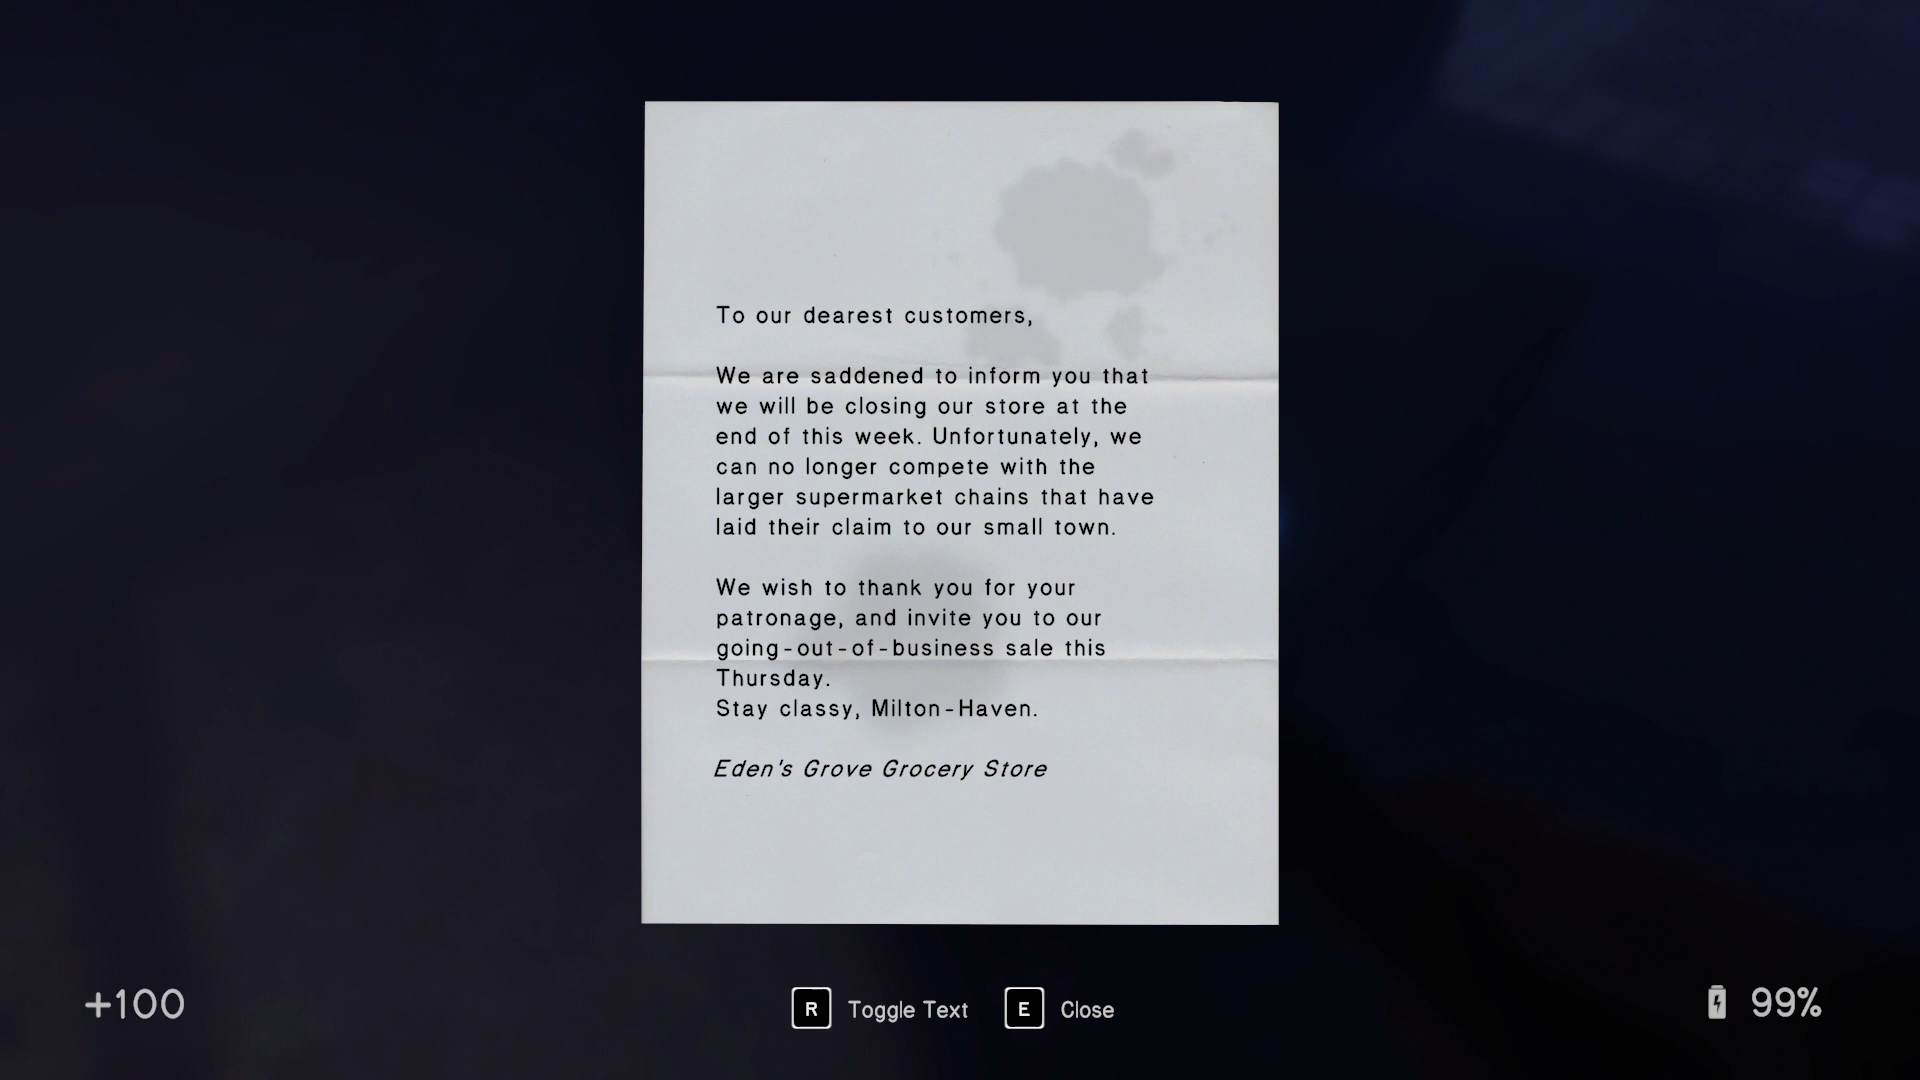 To our dearest customers,
We are saddened to inform you that
we will be closing our store at the
end of this week. Unfortunately, we
can no longer compete with the
larger supermarket chains that have
laid their claim to our small town.
We wish to thank you for your
patronage, and invite you to our
going-out-of-business sale this
Thursday.
Stay classy, Milton-Haven.
Eden's Grove Grocery Store
+100
R Toggle Text E Close
99%